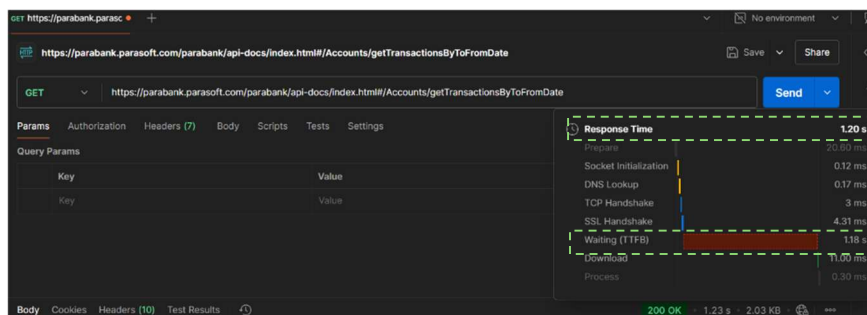 GET https://parabank.parasc
No environment
HTTP https://parabank.parasoft.com/parabank/api-docs/index.html#/Accounts/getTransactionsByToFromDate
Save
Share
GET
https://parabank.parasoft.com/parabank/api-docs/index.html#/Accounts/getTransactionsByToFromDate
Send
Params Authorization Headers (7) Body Scripts Tests Settings
Query Params
Key Value
Key Value
Response Time 1.20 s
Prepare 20.60 ms
Socket Initialization 0.12 ms
DNS Lookup 0.17 ms
TCP Handshake 3 ms
SSL Handshake 4.31 ms
Waiting (TTFB) 1.18 s
Download 11.00 ms
Process 0.30 ms
Body Cookies Headers (10) Test Results 200 OK 1.23 s 2.03 KB